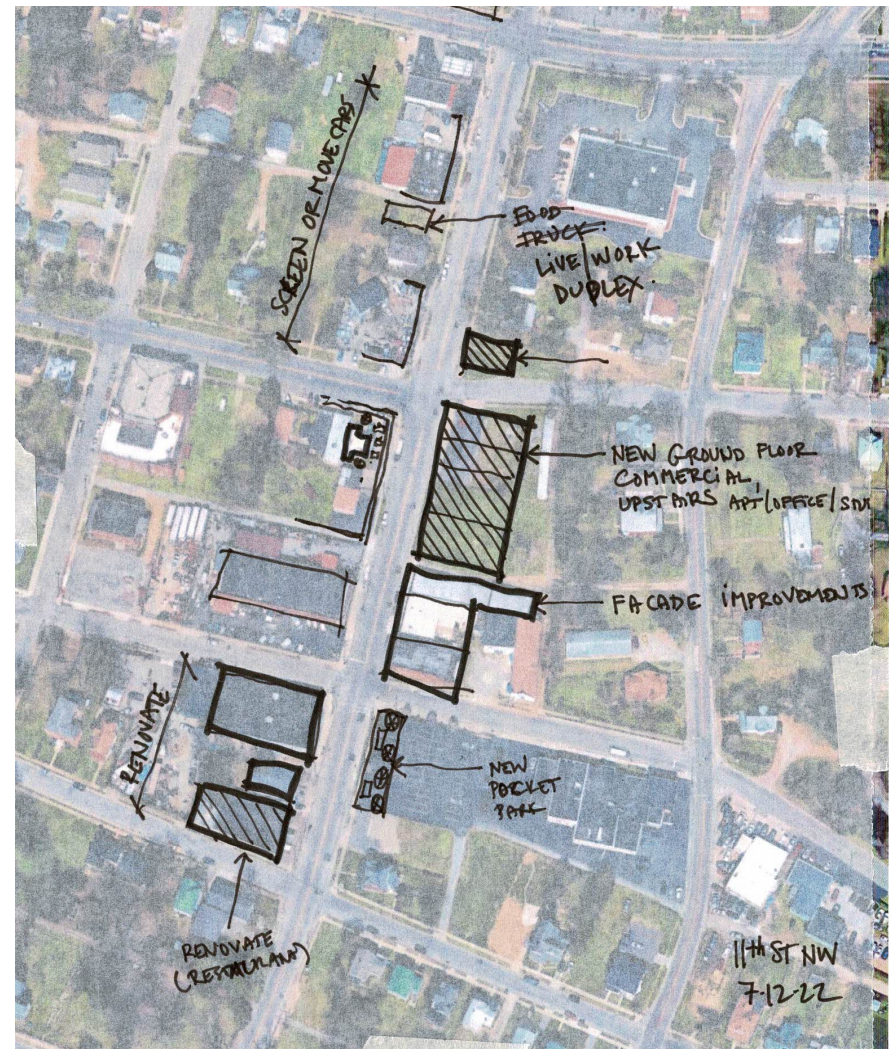 SCREEN OR MOVE CARS
FOOD
TRUCK.
LIVE/WORK
DUPLEX.
NEW GROUND FLOOR
COMMERCIAL,
UPSTAIRS APT/OFFICE/
FACADE IMPROVEMENTS
RENOVATE
NEW
POCKET
PARK
RENOVATE
(RESTAURANT)
11th ST NW
7-12-22